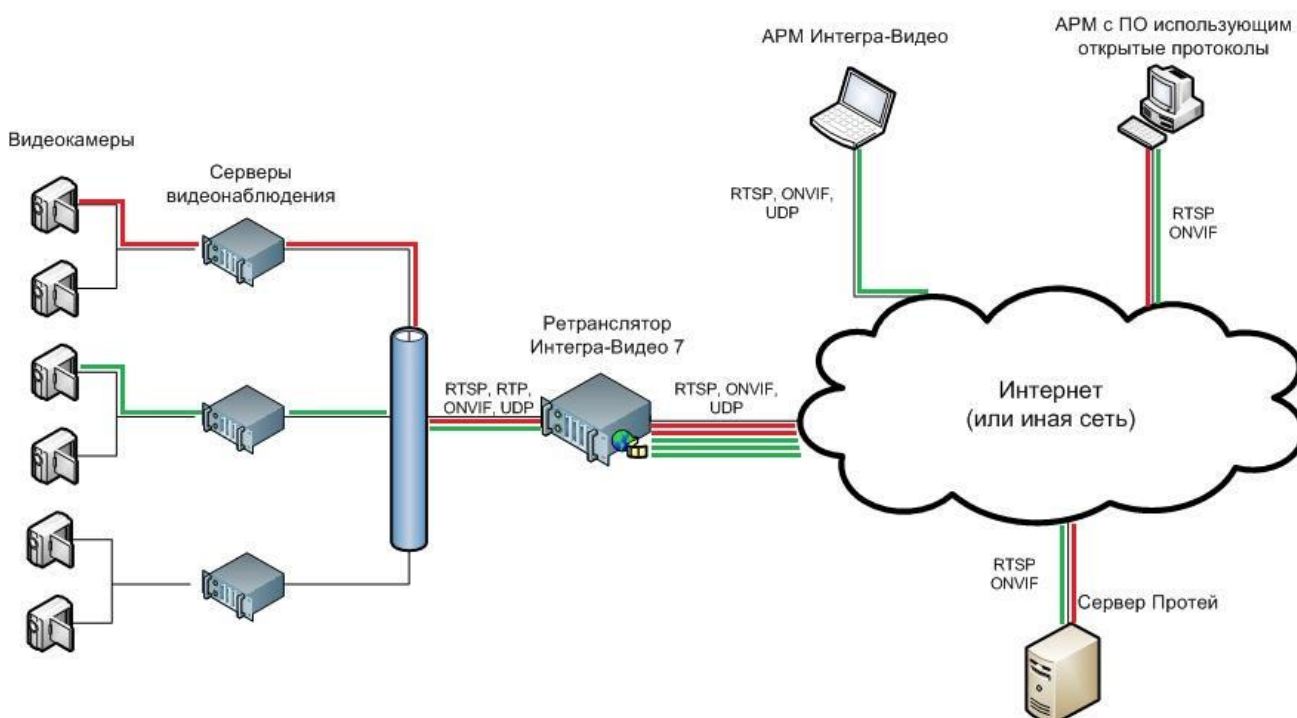 АРМ Интегра-Видео
АРМ с ПО использующим
открытые протоколы
Видеокамеры
Серверы
видеонаблюдения
RTSP, ONVIF,
UDP
RTSP
ONVIF
Ретранслятор
Интегра-Видео 7
RTSP, RTP,
ONVIF, UDP
RTSP, ONVIF,
UDP
Интернет
(или иная сеть)
RTSP
ONVIF
Сервер Протей